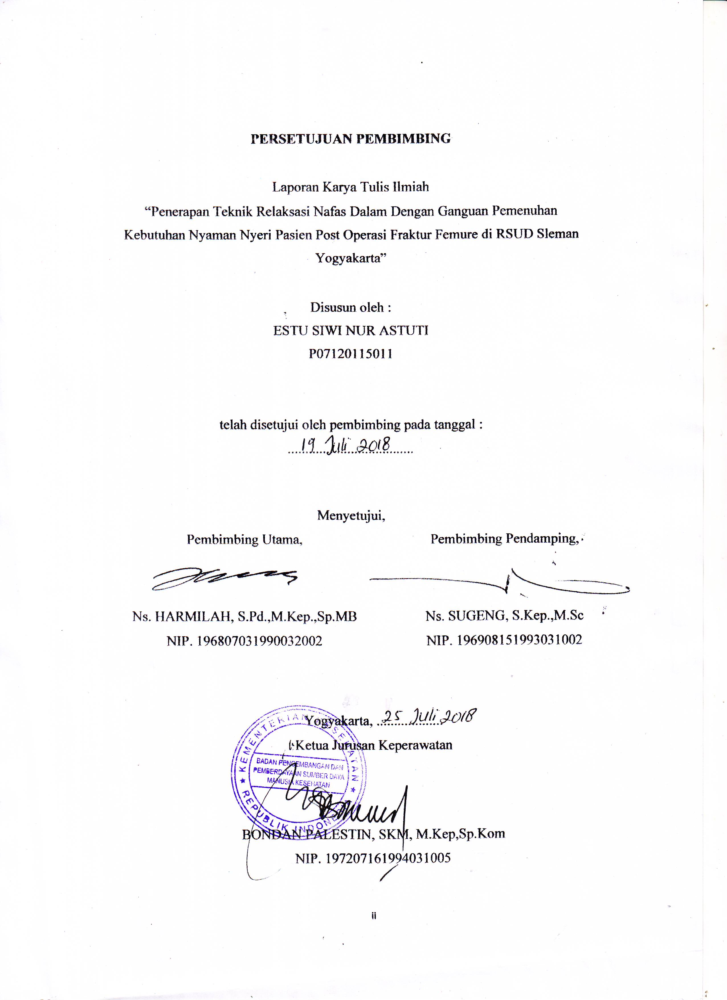 PERSETUJUAN PEMBIMBING
Laporan Karya Tulis Ilmiah
“Penerapan Teknik Relaksasi Nafas Dalam Dengan Ganguan Pemenuhan
Kebutuhan Nyaman Nyeri Pasien Post Operasi Fraktur Femure di RSUD Sleman
Yogyakarta”
Disusun oleh :
ESTU SIWI NUR ASTUTI
P07120115011
telah disetujui oleh pembimbing pada tanggal :
19 Juli 2018
Menyetujui,
Pembimbing Utama,
Pembimbing Pendamping,
Ns. HARMILAH, S.Pd.,M.Kep.,Sp.MB
Ns. SUGENG, S.Kep.,M.Sc
NIP. 196807031990032002
NIP. 196908151993031002
Yogyakarta, 25 Juli 2018
Ketua Jurusan Keperawatan
KEMENTERIAN KESEHATAN
BADAN PENGEMBANGAN DAN
PEMBERDAYAAN SUMBER DAYA
MANUSIA KESEHATAN
REPUBLIK INDONESIA
BONDAN PALESTIN, SKM, M.Kep,Sp.Kom
NIP. 197207161994031005
ii